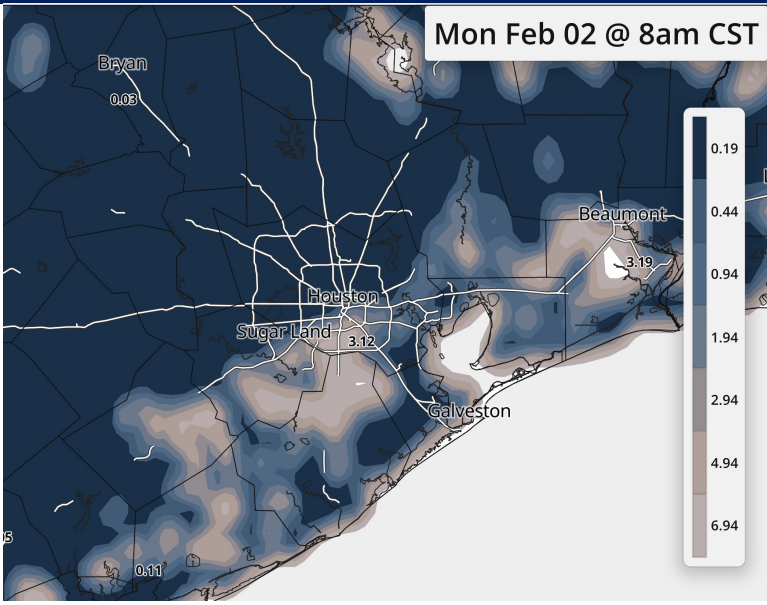 Mon Feb 02 @ 8am CST
Bryan
0.03
0.19
0.44
Beaumont
3.19
0.94
Houston
Sugar Land
3.12
1.94
2.94
Galveston
4.94
6.94
0.11